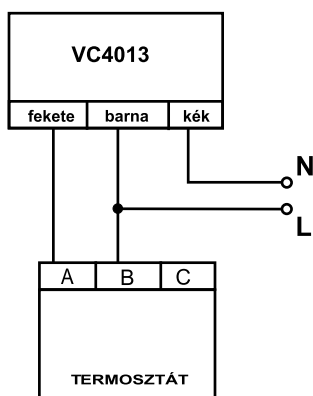 VC4013
fekete barna kék
N
L
A B C
TERMOSZTÁT